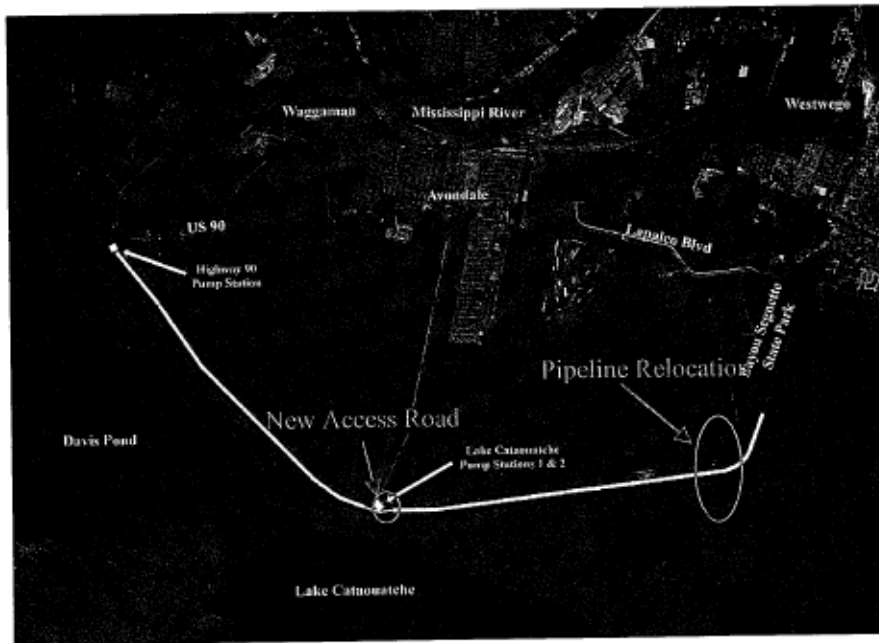 Waggaman
Mississippi River
Westwego
Avondale
US 90
Lapalco Blvd
Highway 90
Pump Station
Bayou Segnette
State Park
Pipeline Relocation
New Access Road
Davis Pond
Lake Cataouatche
Pump Stations 1 & 2
Lake Cataouatche